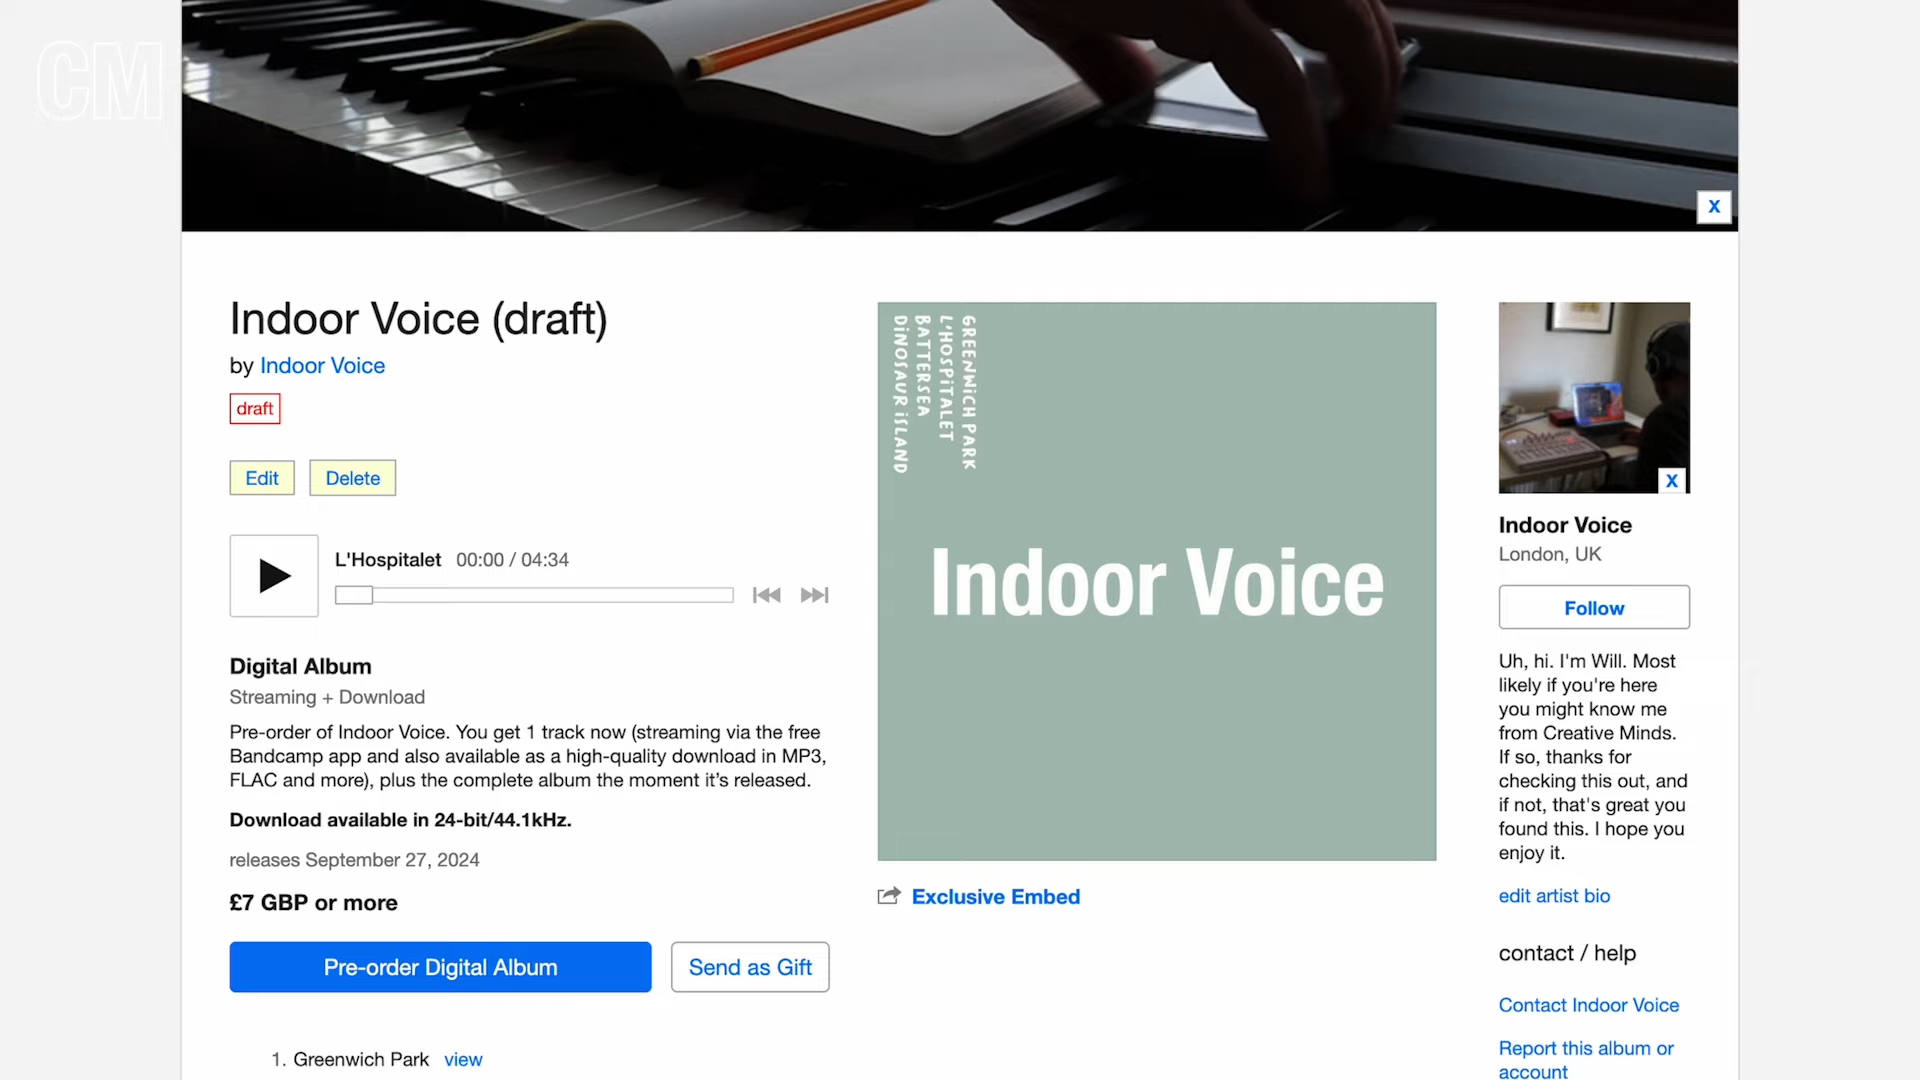 CM
X
Indoor Voice (draft)
by Indoor Voice
draft
Edit
Delete
L'Hospitalet 00:00 / 04:34
Digital Album
Streaming + Download
Pre-order of Indoor Voice. You get 1 track now (streaming via the free
Bandcamp app and also available as a high-quality download in MP3,
FLAC and more), plus the complete album the moment it’s released.
Download available in 24-bit/44.1kHz.
releases September 27, 2024
£7 GBP or more
Pre-order Digital Album
Send as Gift
1. Greenwich Park view
GREENWICH PARK
L'HOSPITALET
BATTERSEA
DINOSAUR ISLAND
Indoor Voice
Exclusive Embed
X
Indoor Voice
London, UK
Follow
Uh, hi. I'm Will. Most
likely if you're here
you might know me
from Creative Minds.
If so, thanks for
checking this out, and
if not, that's great you
found this. I hope you
enjoy it.
edit artist bio
contact / help
Contact Indoor Voice
Report this album or
account